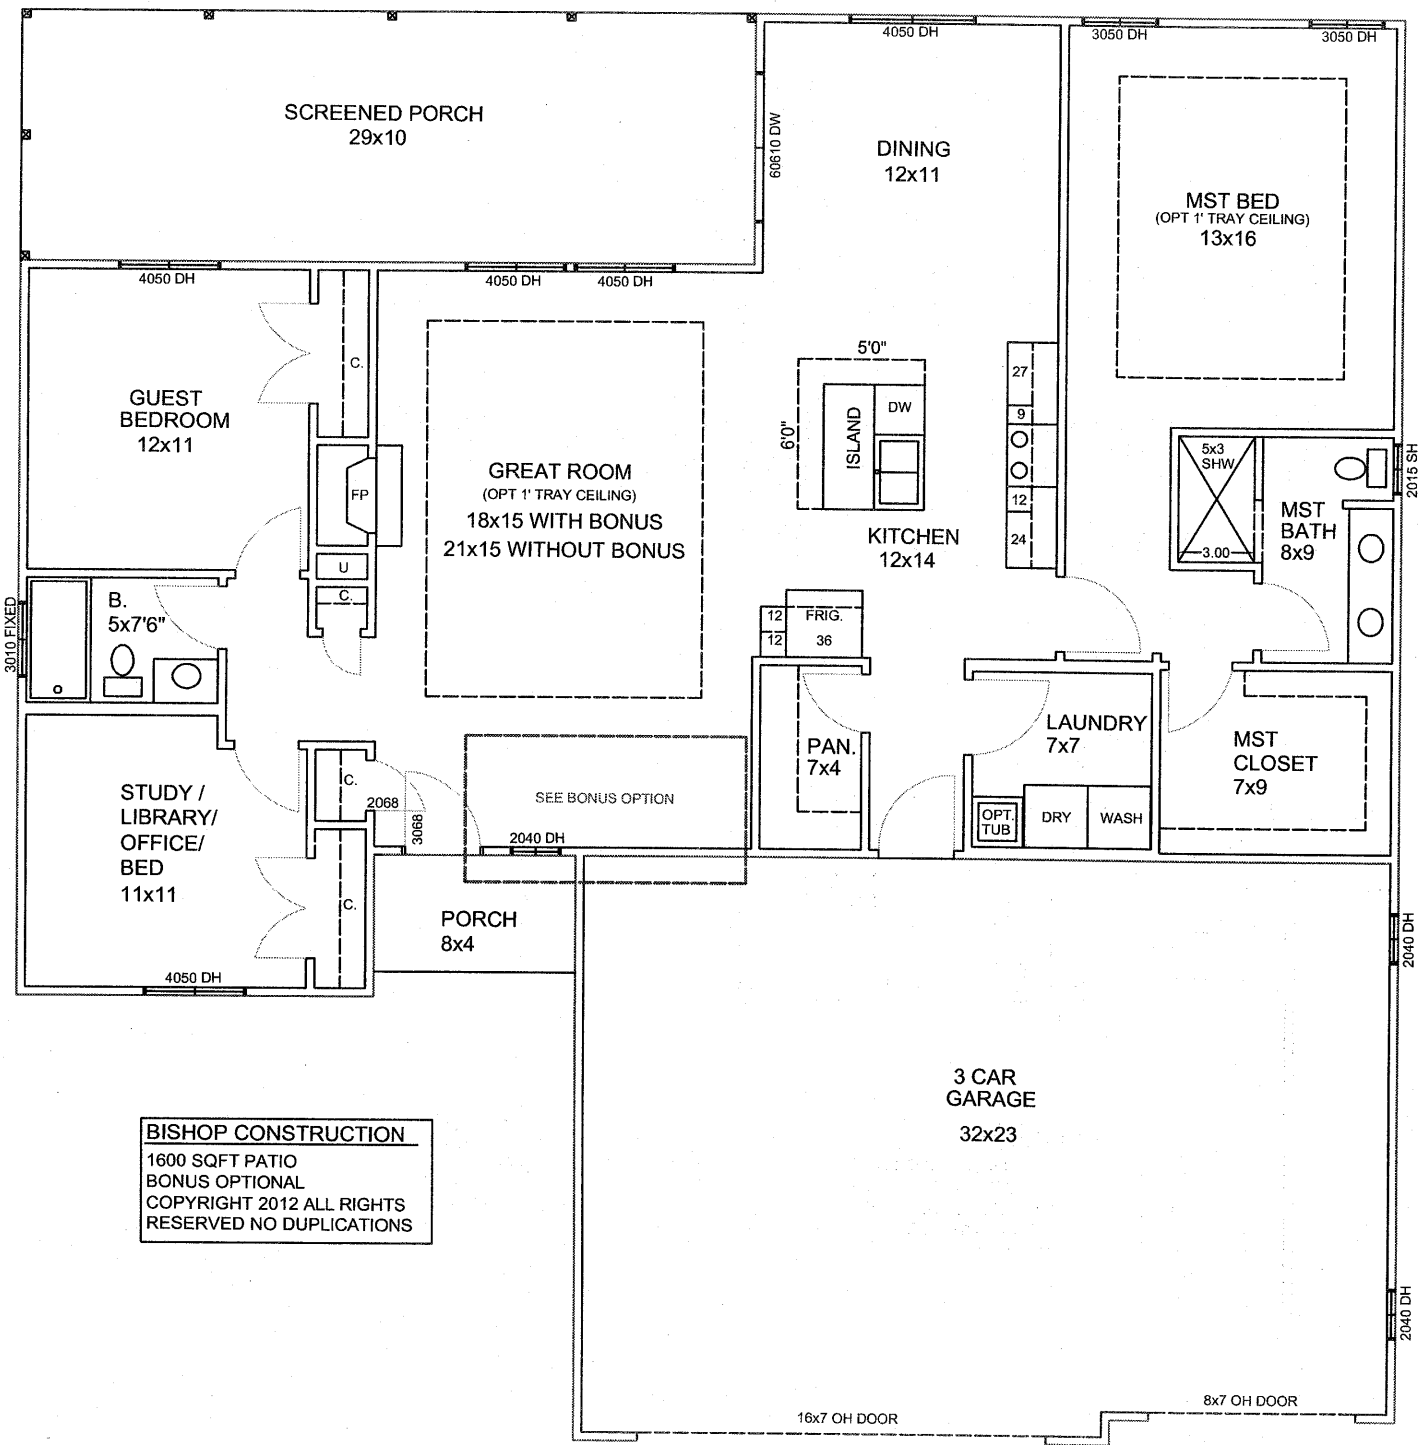 4050 DH
3050 DH
3050 DH
SCREENED PORCH
29x10
60610 DW
DINING
12x11
MST BED
(OPT 1' TRAY CEILING)
13x16
4050 DH
4050 DH
4050 DH
C.
GUEST
BEDROOM
12x11
FP
U
C.
GREAT ROOM
(OPT 1' TRAY CEILING)
18x15 WITH BONUS
21x15 WITHOUT BONUS
5'0"
6'0"
ISLAND
DW
27
9
12
24
KITCHEN
12x14
5x3
SHW
3.00
MST
BATH
8x9
2015 SH
3010 FIXED
B.
5x7'6"
12
12
FRIG.
36
PAN.
7x4
LAUNDRY
7x7
OPT.
TUB
DRY
WASH
MST
CLOSET
7x9
STUDY /
LIBRARY/
OFFICE/
BED
11x11
C.
2068
3068
SEE BONUS OPTION
2040 DH
C.
4050 DH
PORCH
8x4
2040 DH
3 CAR
GARAGE
32x23
2040 DH
16x7 OH DOOR
8x7 OH DOOR
BISHOP CONSTRUCTION
1600 SQFT PATIO
BONUS OPTIONAL
COPYRIGHT 2012 ALL RIGHTS
RESERVED NO DUPLICATIONS